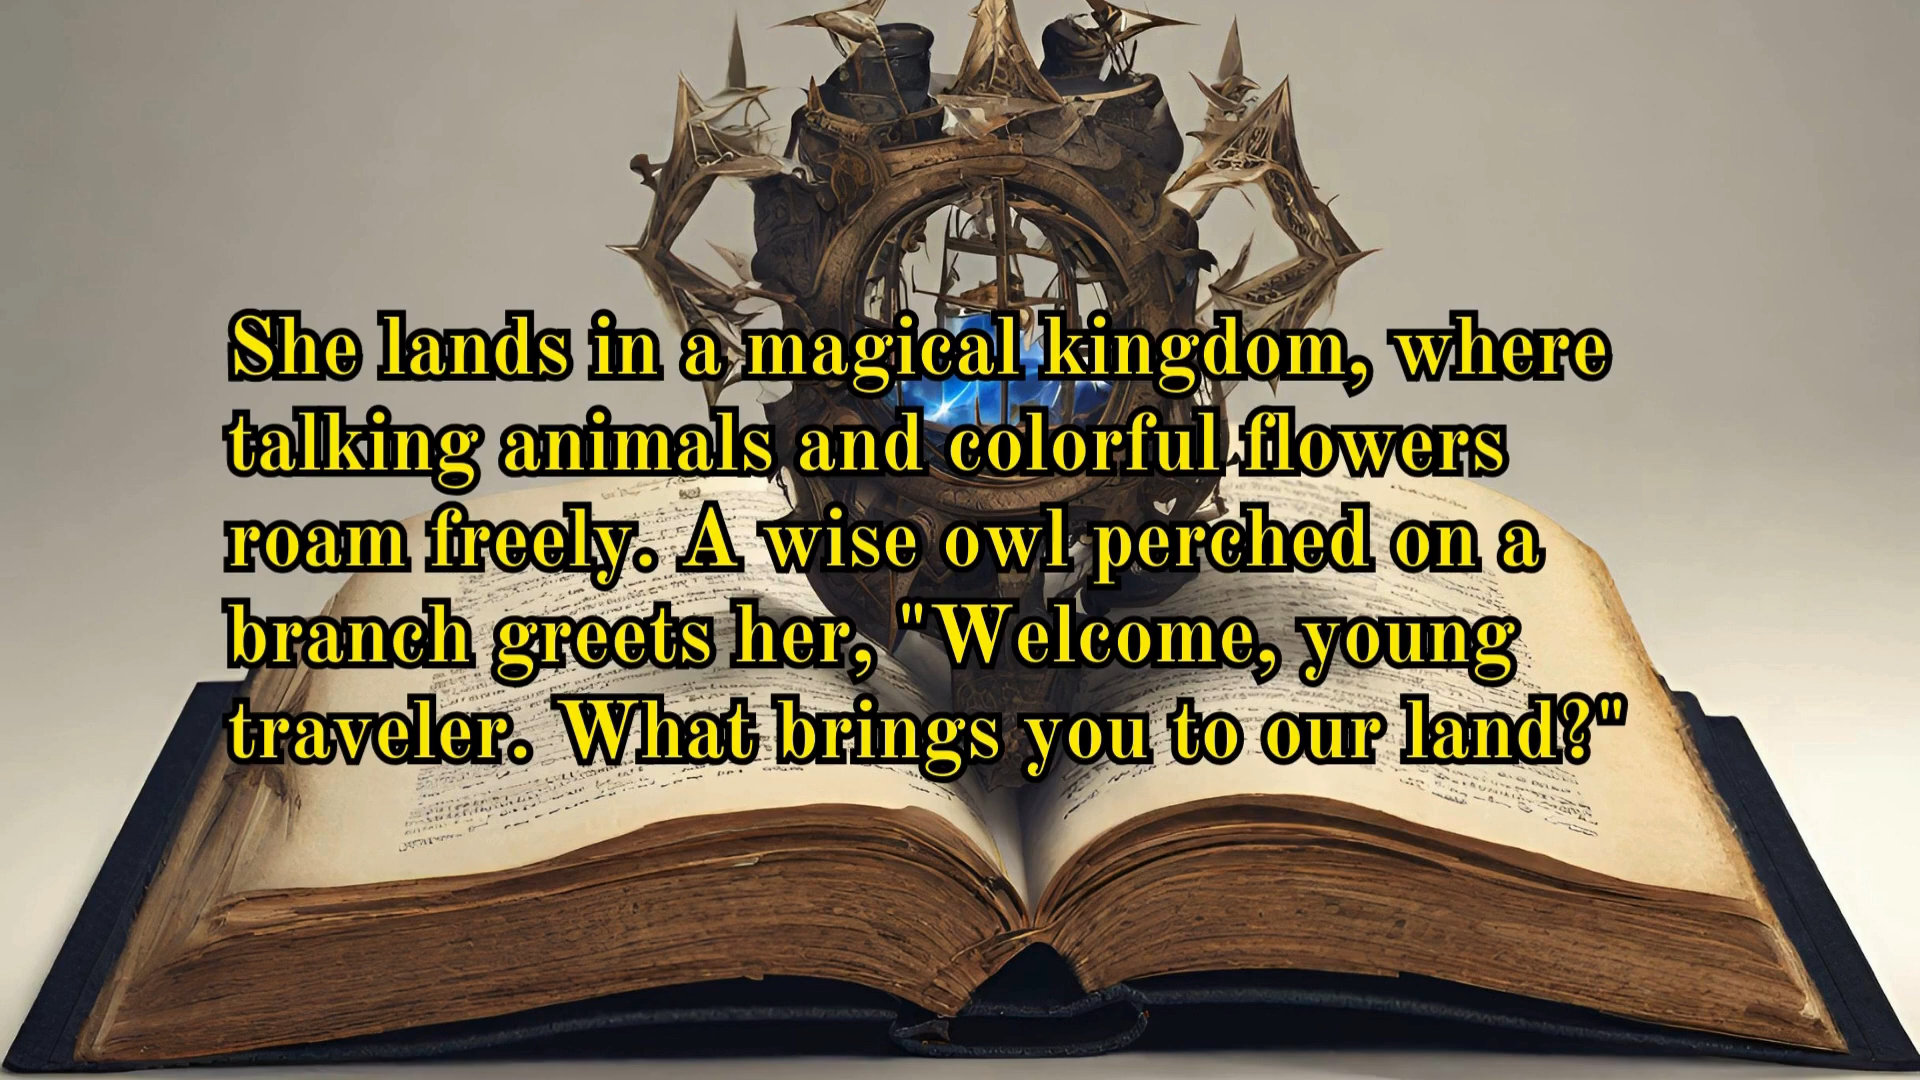 She lands in a magical kingdom, where
talking animals and colorful flowers
roam freely. A wise owl perched on a
branch greets her, "Welcome, young
traveler. What brings you to our land?"